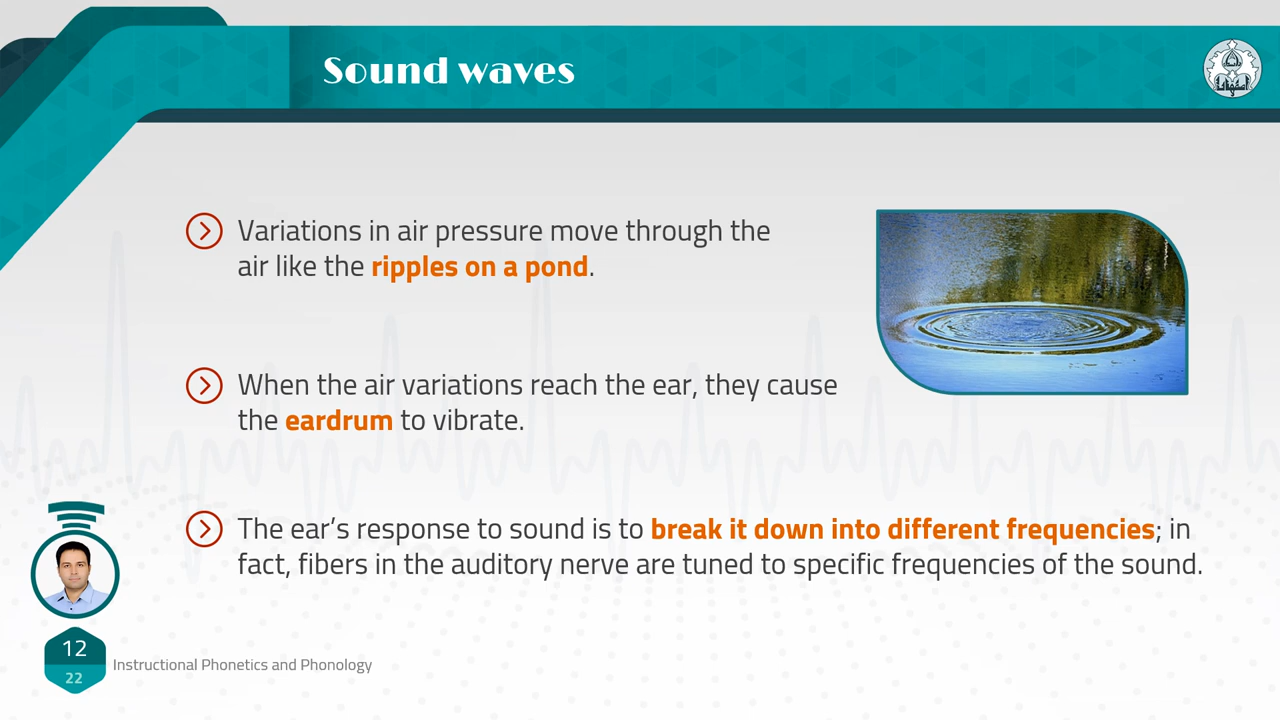 Sound waves
Variations in air pressure move through the
air like the ripples on a pond.
When the air variations reach the ear, they cause
the eardrum to vibrate.
The ear’s response to sound is to break it down into different frequencies; in
fact, fibers in the auditory nerve are tuned to specific frequencies of the sound.
12
22
Instructional Phonetics and Phonology